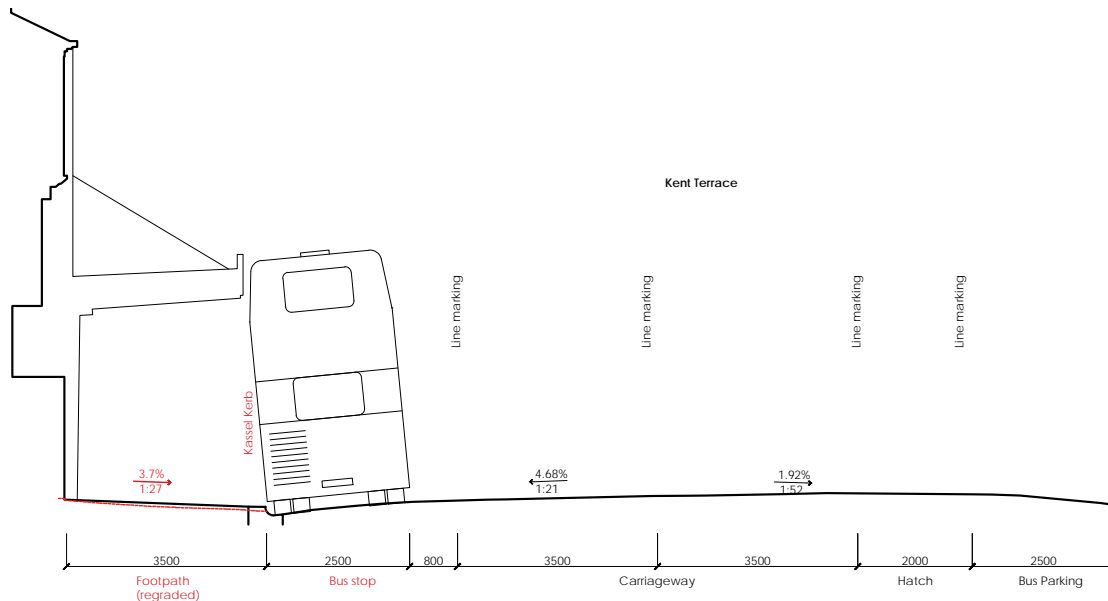 Kent Terrace
Line marking
Line marking
Line marking
Line marking
Kassel Kerb
3.7%
1:27
4.68%
1:21
1.92%
1:52
3500
2500
800
3500
3500
2000
2500
Footpath
(regraded)
Bus stop
Carriageway
Hatch
Bus Parking